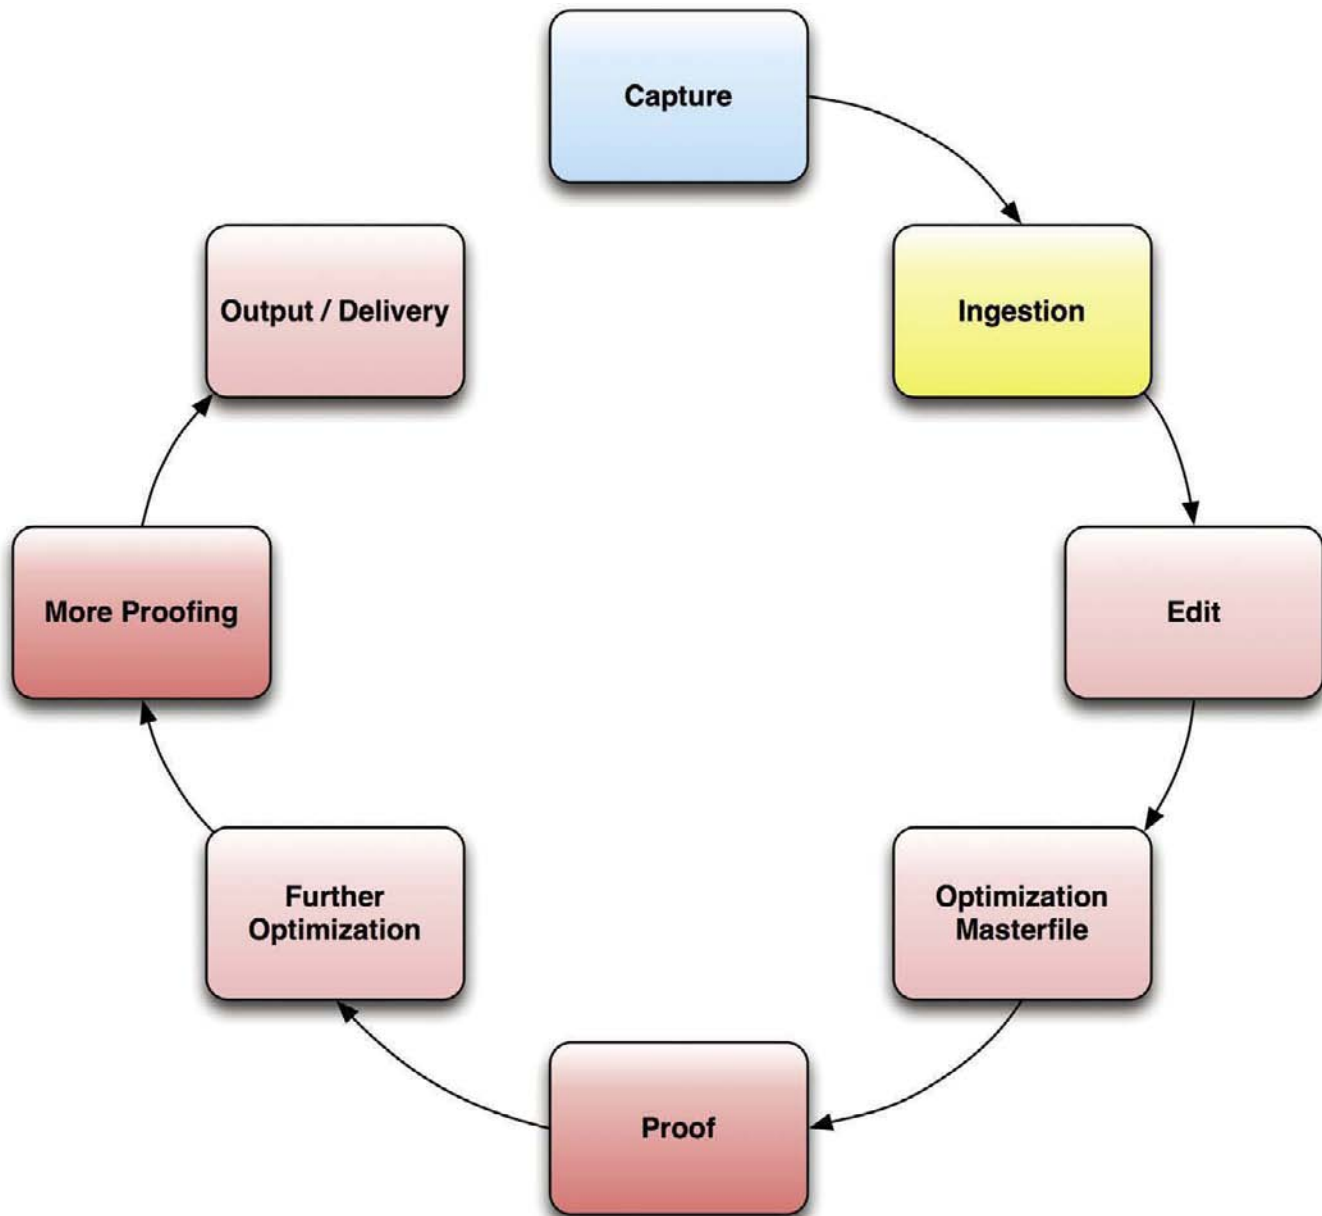 Capture
Ingestion
Edit
Optimization
Masterfile
Proof
Further
Optimization
More Proofing
Output / Delivery